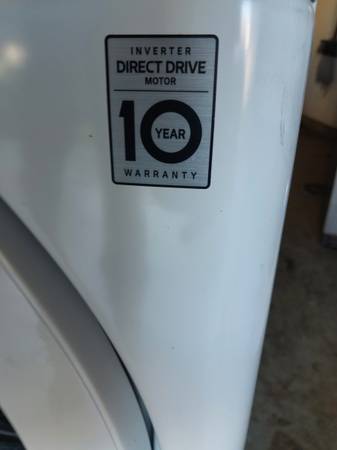 INVERTER
DIRECT DRIVE
MOTOR
10 YEAR
WARRANTY